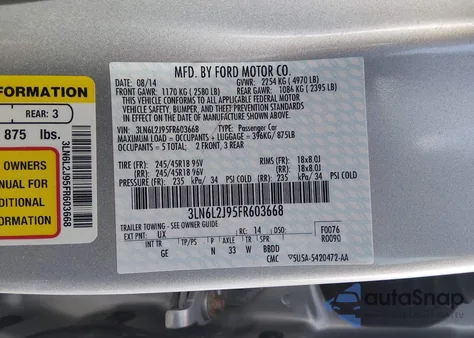 FORMATION
REAR: 3
875 lbs.
OWNERS
NUAL FOR
DITIONAL
ORMATION
3LN6L2J95FR603668
MFD. BY FORD MOTOR CO.
DATE: 08/14 GVWR: 2254 KG ( 4970 LB)
FRONT GAWR: 1170 KG ( 2580 LB) REAR GAWR: 1086 KG ( 2395 LB)
THIS VEHICLE CONFORMS TO ALL APPLICABLE FEDERAL MOTOR
VEHICLE SAFETY, BUMPER, AND THEFT PREVENTION STANDARDS
IN EFFECT ON THE DATE OF MANUFACTURE SHOWN ABOVE.
VIN: 3LN6L2J95FR603668 TYPE: Passenger Car
MAXIMUM LOAD = OCCUPANTS + LUGGAGE = 396KG/ 875LB
OCCUPANTS = 5 TOTAL: 2 FRONT, 3 REAR
TIRE (FR): 245/45R18 96V RIMS (FR): 18x8.0J
245/45R18 96V 18x8.0J
PRESSURE (FR): 235 kPa/ 34 PSI COLD (RR): 235 kPa/ 34 PSI COLD
3LN6L2J95FR603668
TRAILER TOWING - SEE OWNER GUIDE
EXT PNT: UX RC: 14 DSO: F0076
R0090
INT TR TP/PS R AXLE TR SPR
GE N 33 W BBDD
CMC 5U5A-5420472-AA
autoSnap